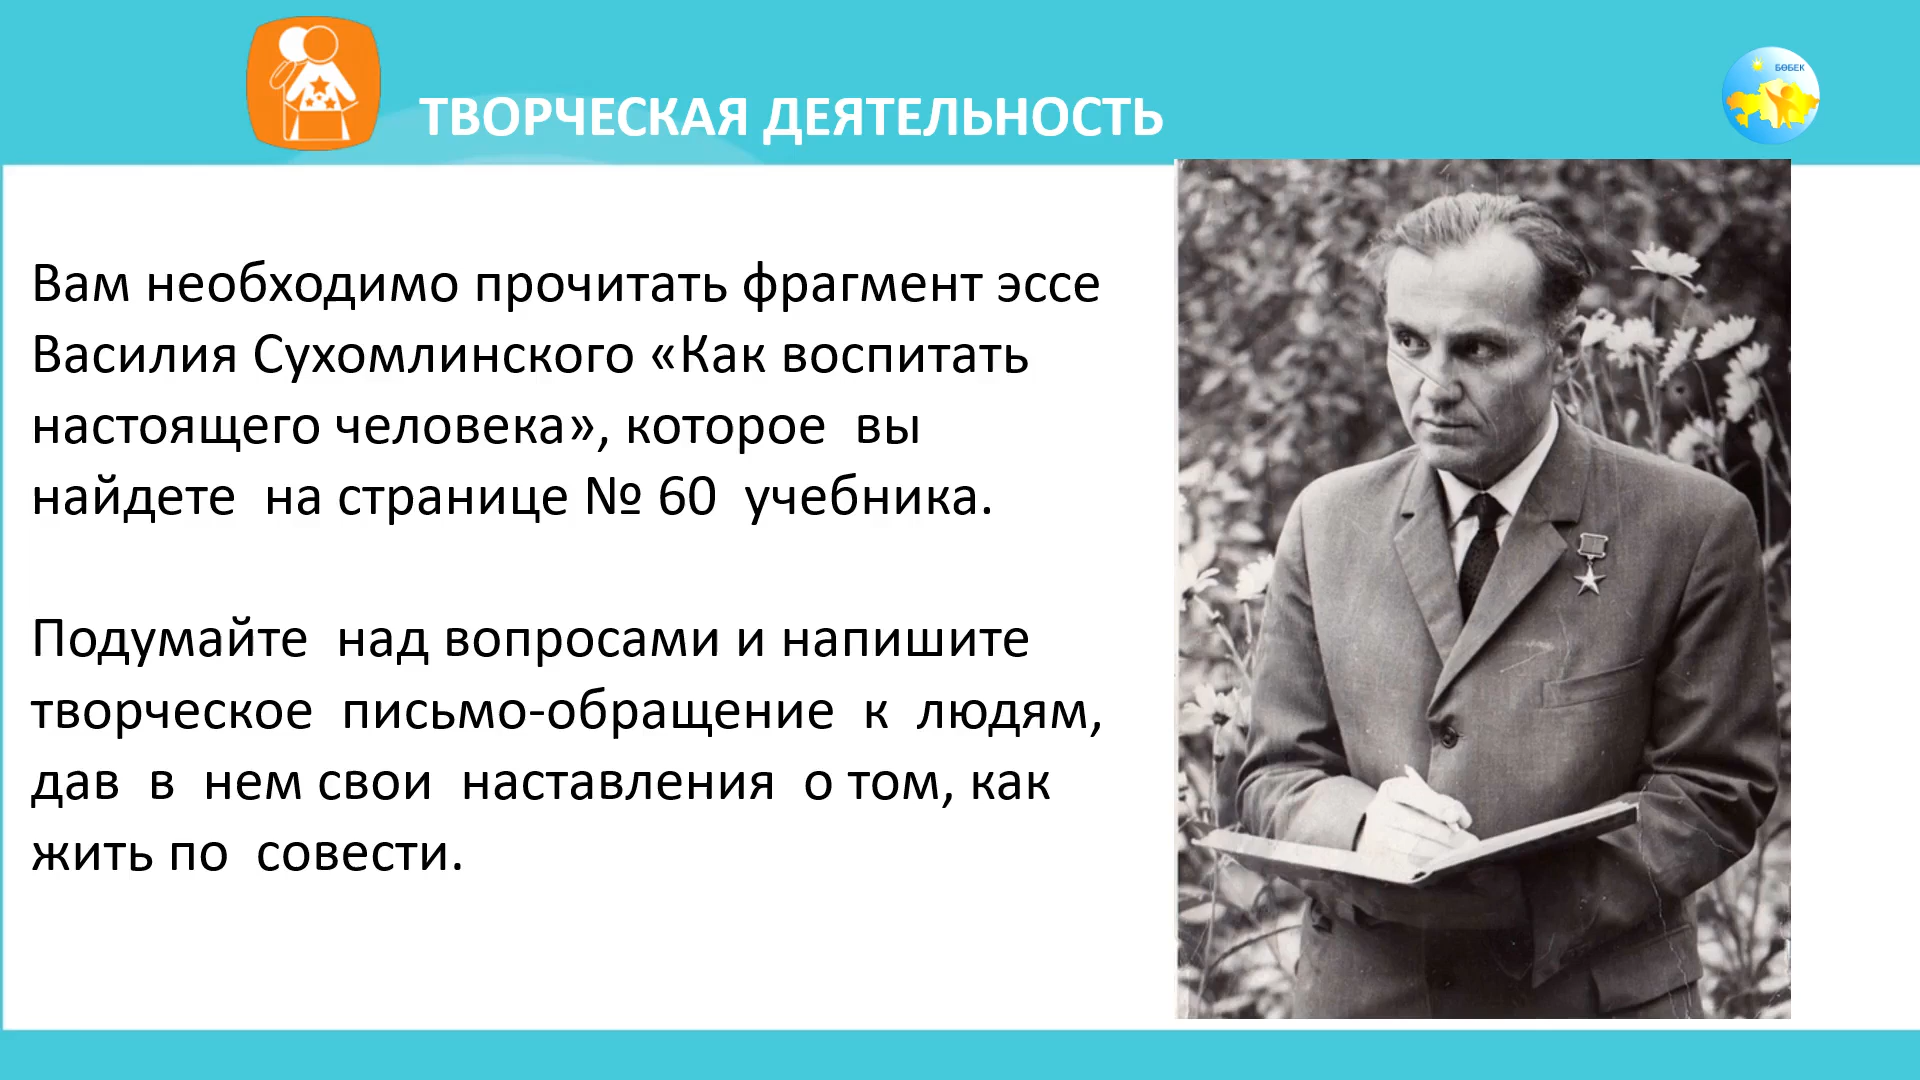 БӨБЕК
ТВОРЧЕСКАЯ ДЕЯТЕЛЬНОСТЬ
Вам необходимо прочитать фрагмент эссе
Василия Сухомлинского «Как воспитать
настоящего человека», которое вы
найдете на странице № 60 учебника.
Подумайте над вопросами и напишите
творческое письмо-обращение к людям,
дав в нем свои наставления о том, как
жить по совести.